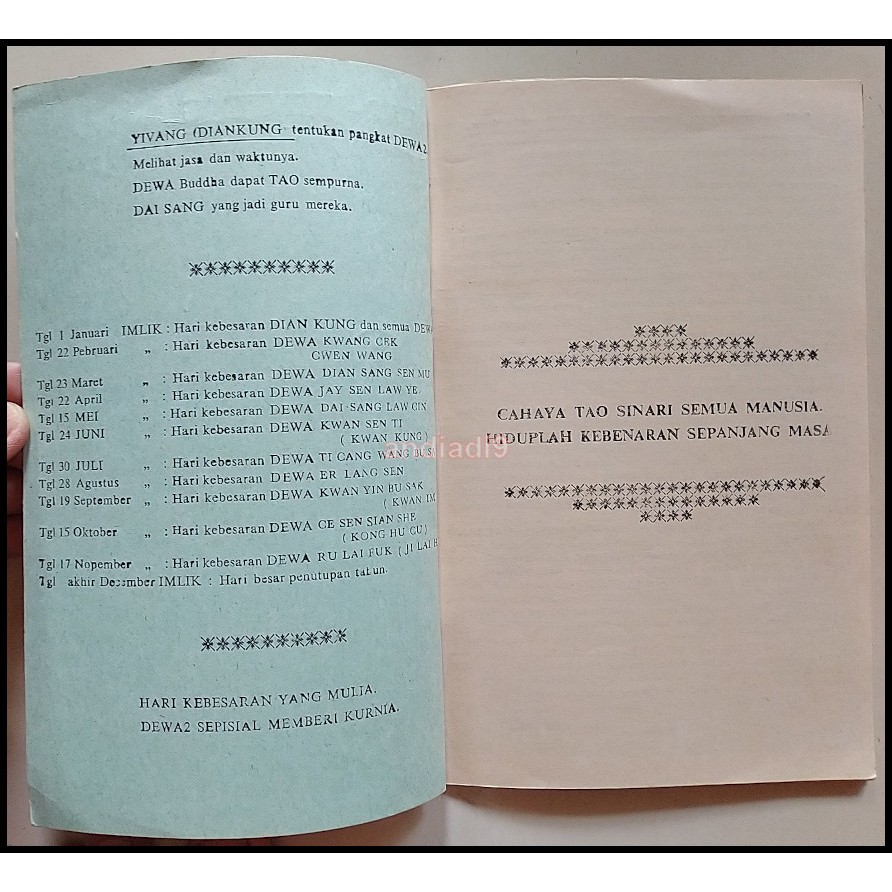 YIVANG (DIANKUNG tentukan pangkat DEWA2
Melihat jasa dan waktunya.
DEWA Buddha dapat TAO sempurna.
DAI SANG yang jadi guru mereka.
Tgl 1 Januari IMLIK : Hari kebesaran DIAN KUNG dan semua DEW
Tgl 22 Pebruari „ : Hari kebesaran DEWA KWANG CEK
CWEN WANG
Tgl 23 Maret „ : Hari kebesaran DEWA DIAN SANG SEN MU
Tgl 22 April „ : Hari kebesaran DEWA JAY SEN LAW YE
Tgl 15 MEI „ : Hari kebesaran DEWA DAI SANG LAW CIN
Tgl 24 JUNI „ : Hari kebesaran DEWA KWAN SEN TI
( KWAN KUNG )
Tgl 30 JULI „ : Hari kebesaran DEWA TI CANG WANG BU S
Tgl 28 Agustus „ : Hari kebesaran DEWA ER LANG SEN
Tgl 19 September „ : Hari kebesaran DEWA KWAN YIN BU SAK
( KWAN IM
Tgl 15 Oktober „ : Hari kebesaran DEWA CE SEN SIAN SHE
( KONG HU CU )
Tgl 17 Nopember „ : Hari kebesaran DEWA RU LAI FUK ( JI LAI H
Tgl akhir Desember IMLIK : Hari besar penutupan tahun.
HARI KEBESARAN YANG MULIA.
DEWA2 SEPISIAL MEMBERI KURNIA.
CAHAYA TAO SINARI SEMUA MANUSIA.
HIDUPLAH KEBENARAN SEPANJANG MASA
andiadi9